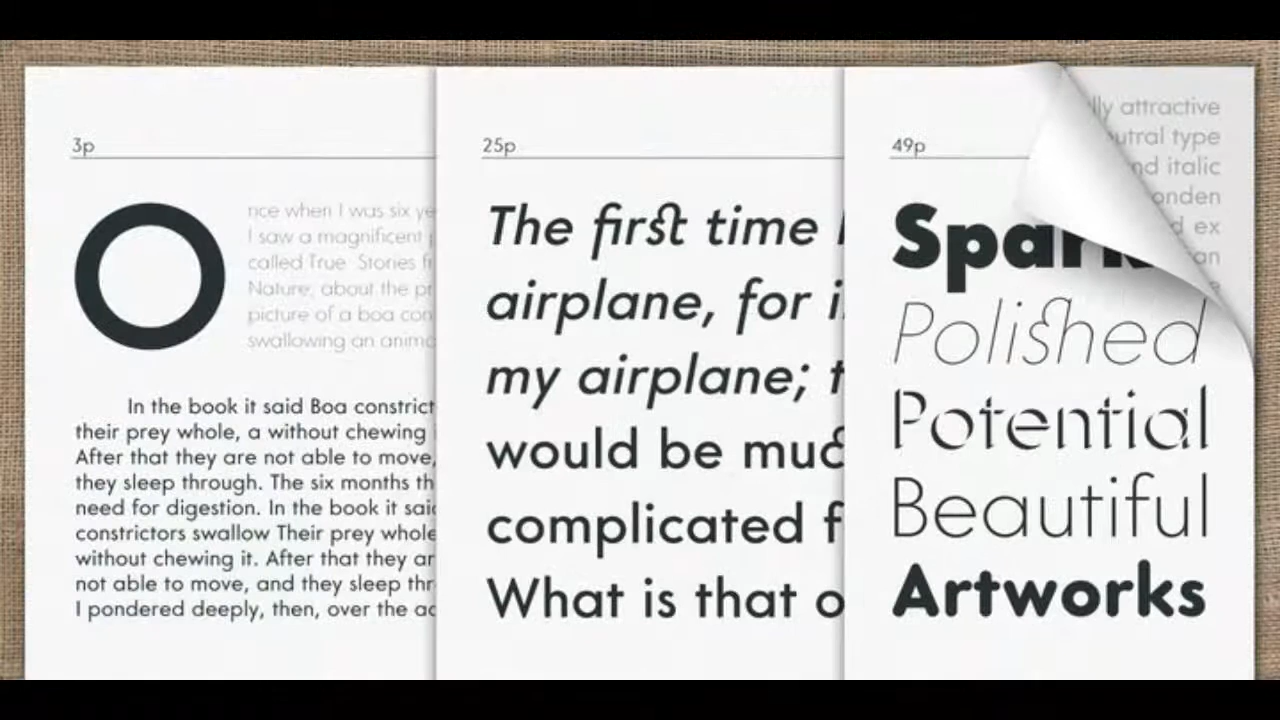 3p
O
nce when I was six ye
I saw a magnificent
called True Stories fr
Nature, about the pr
picture of a boa con
swallowing an anima
In the book it said Boa constrict
their prey whole, a without chewing
After that they are not able to move,
they sleep through. The six months th
need for digestion. In the book it said
constrictors swallow Their prey whole
without chewing it. After that they ar
not able to move, and they sleep thr
I pondered deeply, then, over the ad
25p
The first time
airplane, for i
my airplane; t
would be muc
complicated f
What is that o
49p
Spark
Polished
Potential
Beautiful
Artworks
lly attractive
utral type
nd italic
onden
d ex
an
e